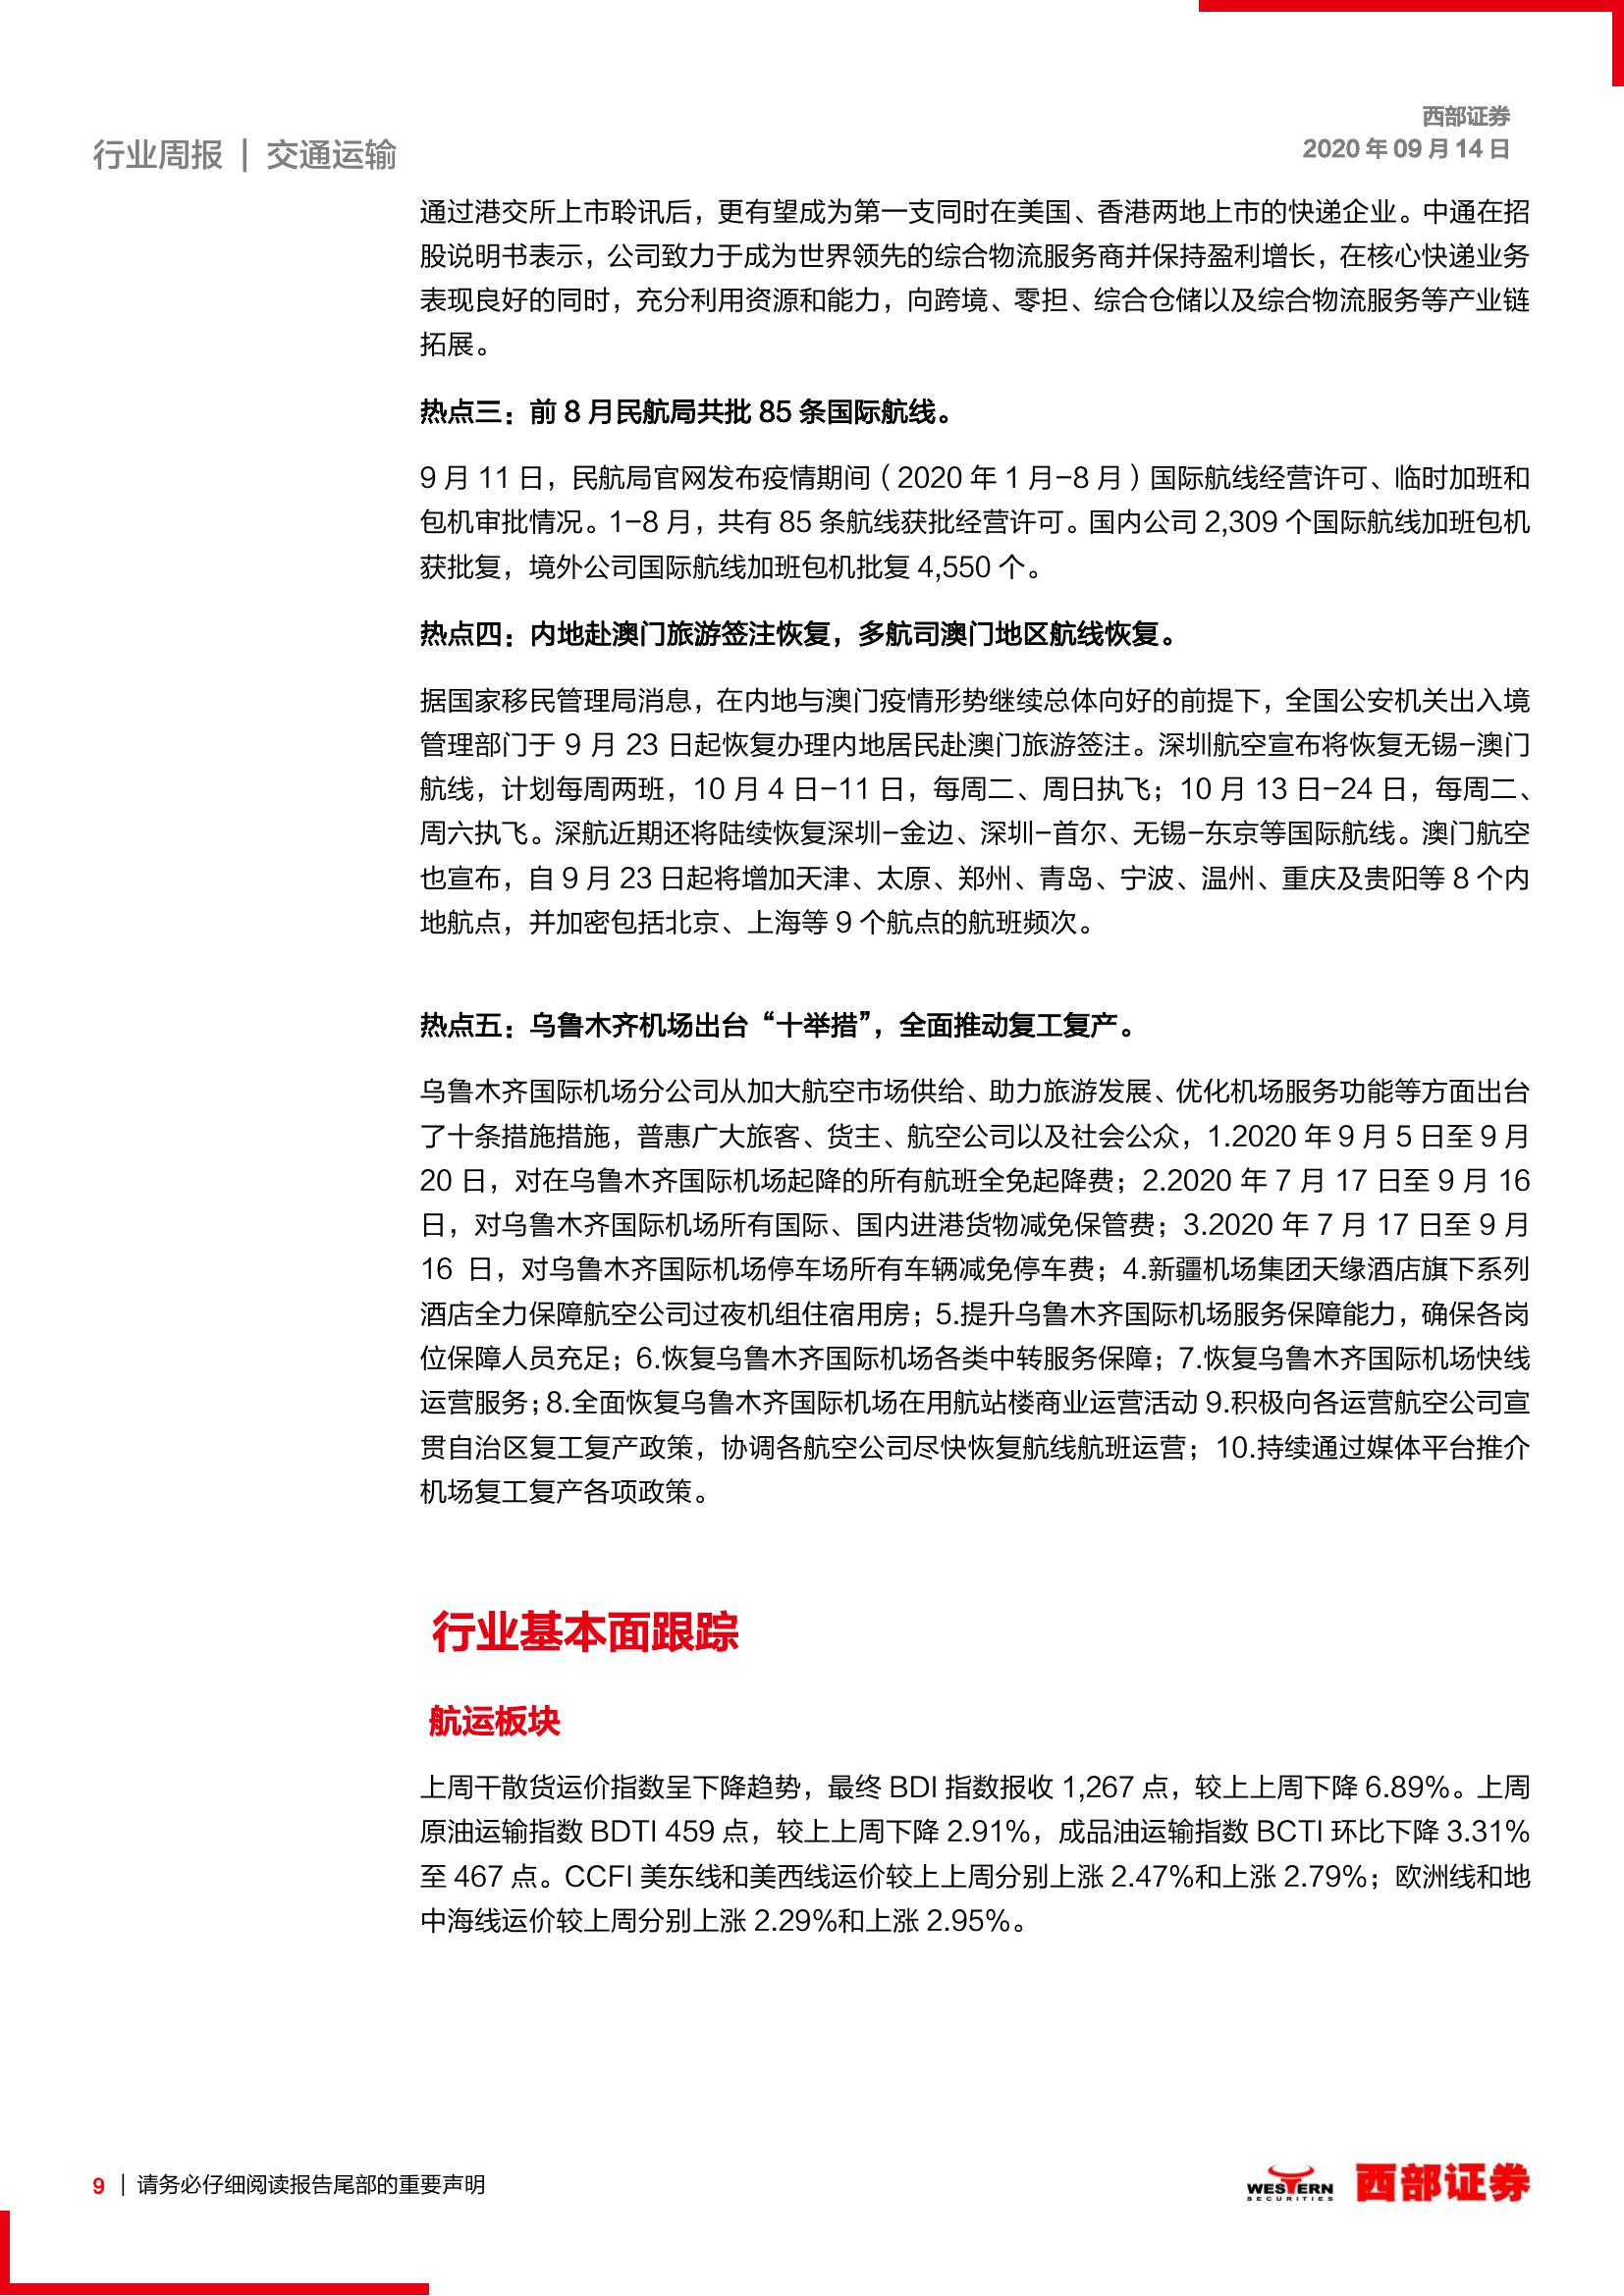 西部证券
行业周报 | 交通运输
2020 年 09 月 14 日
通过港交所上市聆讯后，更有望成为第一支同时在美国、香港两地上市的快递企业。中通在招
股说明书表示，公司致力于成为世界领先的综合物流服务商并保持盈利增长，在核心快递业务
表现良好的同时，充分利用资源和能力，向跨境、零担、综合仓储以及综合物流服务等产业链
拓展。
热点三：前 8 月民航局共批 85 条国际航线。
9 月 11 日，民航局官网发布疫情期间（2020 年 1 月-8 月）国际航线经营许可、临时加班和
包机审批情况。1-8 月，共有 85 条航线获批经营许可。国内公司 2,309 个国际航线加班包机
获批复，境外公司国际航线加班包机批复 4,550 个。
热点四：内地赴澳门旅游签注恢复，多航司澳门地区航线恢复。
据国家移民管理局消息，在内地与澳门疫情形势继续总体向好的前提下，全国公安机关出入境
管理部门于 9 月 23 日起恢复办理内地居民赴澳门旅游签注。深圳航空宣布将恢复无锡-澳门
航线，计划每周两班，10 月 4 日-11 日，每周二、周日执飞；10 月 13 日-24 日，每周二、
周六执飞。深航近期还将陆续恢复深圳-金边、深圳-首尔、无锡-东京等国际航线。澳门航空
也宣布，自 9 月 23 日起将增加天津、太原、郑州、青岛、宁波、温州、重庆及贵阳等 8 个内
地航点，并加密包括北京、上海等 9 个航点的航班频次。
热点五：乌鲁木齐机场出台“十举措”，全面推动复工复产。
乌鲁木齐国际机场分公司从加大航空市场供给、助力旅游发展、优化机场服务功能等方面出台
了十条措施措施，普惠广大旅客、货主、航空公司以及社会公众，1.2020 年 9 月 5 日至 9 月
20 日，对在乌鲁木齐国际机场起降的所有航班全免起降费；2.2020 年 7 月 17 日至 9 月 16
日，对乌鲁木齐国际机场所有国际、国内进港货物减免保管费；3.2020 年 7 月 17 日至 9 月
16 日，对乌鲁木齐国际机场停车场所有车辆减免停车费；4.新疆机场集团天缘酒店旗下系列
酒店全力保障航空公司过夜机组住宿用房；5.提升乌鲁木齐国际机场服务保障能力，确保各岗
位保障人员充足；6.恢复乌鲁木齐国际机场各类中转服务保障；7.恢复乌鲁木齐国际机场快线
运营服务；8.全面恢复乌鲁木齐国际机场在用航站楼商业运营活动 9.积极向各运营航空公司宣
贯自治区复工复产政策，协调各航空公司尽快恢复航线航班运营；10.持续通过媒体平台推介
机场复工复产各项政策。
行业基本面跟踪
航运板块
上周干散货运价指数呈下降趋势，最终 BDI 指数报收 1,267 点，较上上周下降 6.89%。上周
原油运输指数 BDTI 459 点，较上上周下降 2.91%，成品油运输指数 BCTI 环比下降 3.31%
至 467 点。CCFI 美东线和美西线运价较上上周分别上涨 2.47%和上涨 2.79%；欧洲线和地
中海线运价较上周分别上涨 2.29%和上涨 2.95%。
9 | 请务必仔细阅读报告尾部的重要声明
WESTERN
SECURITIES
西部证券